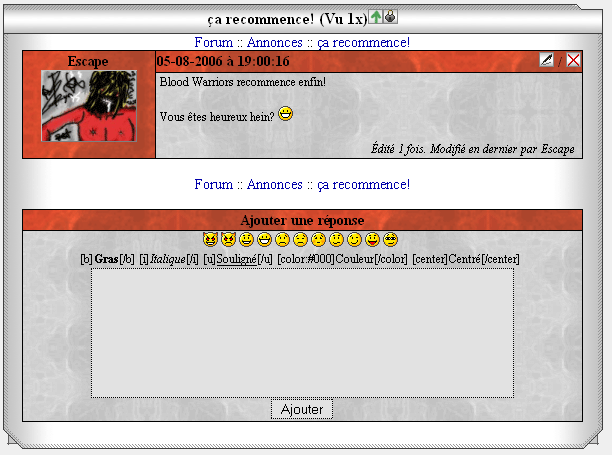 ça recommence! (Vu 1x)
Forum :: Annonces :: ça recommence!
Escape
05-08-2006 à 19:00:16
/
Blood Warriors recommence enfin!
Vous êtes heureux hein?
Édité 1 fois. Modifié en dernier par Escape
Forum :: Annonces :: ça recommence!
Ajouter une réponse
[b]Gras[/b] [i]Italique[/i] [u]Souligné[/u] [color:#000]Couleur[/color] [center]Centré[/center]
Ajouter